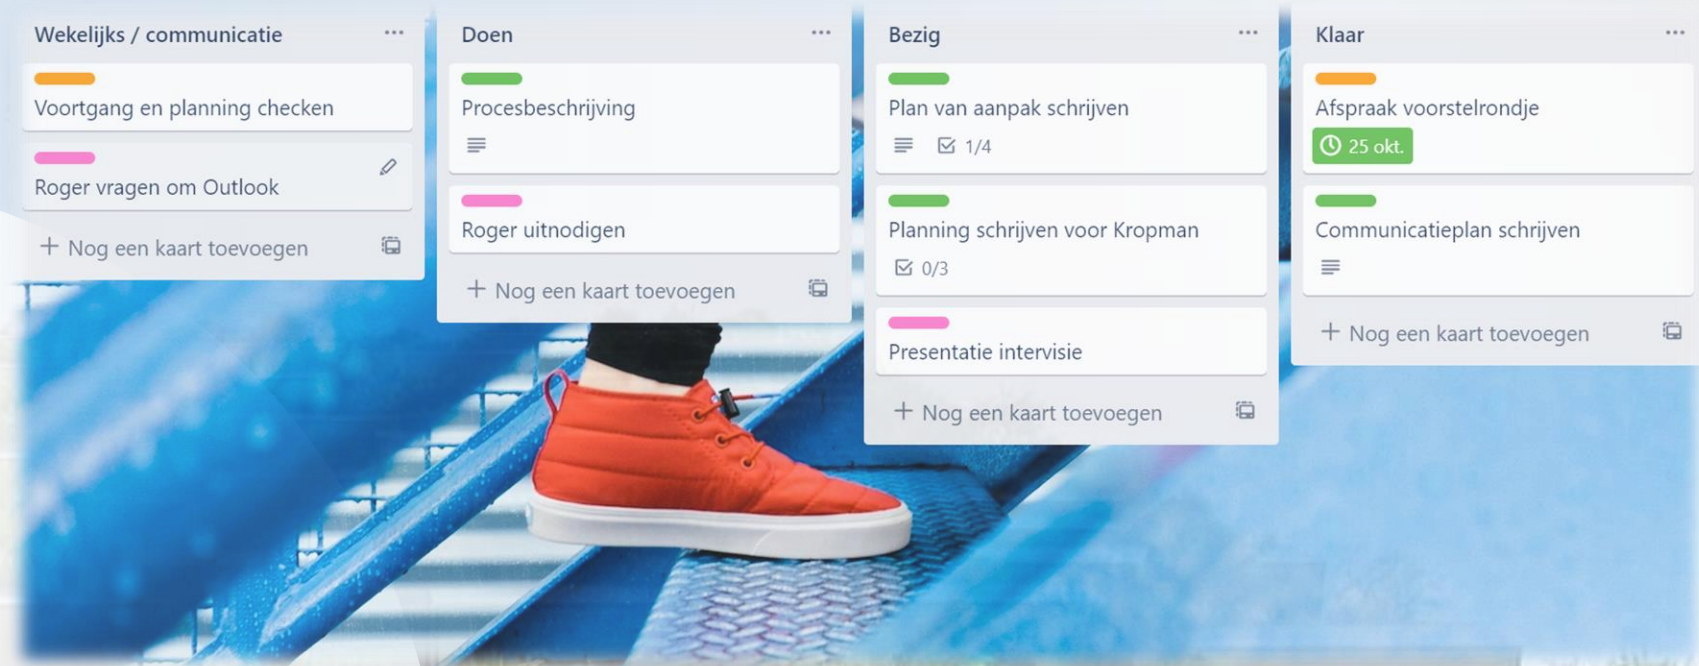 Wekelijks / communicatie
Voortgang en planning checken
Roger vragen om Outlook
+ Nog een kaart toevoegen
Doen
Procesbeschrijving
Roger uitnodigen
+ Nog een kaart toevoegen
Bezig
Plan van aanpak schrijven
1/4
Planning schrijven voor Kropman
0/3
Presentatie intervisie
+ Nog een kaart toevoegen
Klaar
Afspraak voorstelrondje
25 okt.
Communicatieplan schrijven
+ Nog een kaart toevoegen